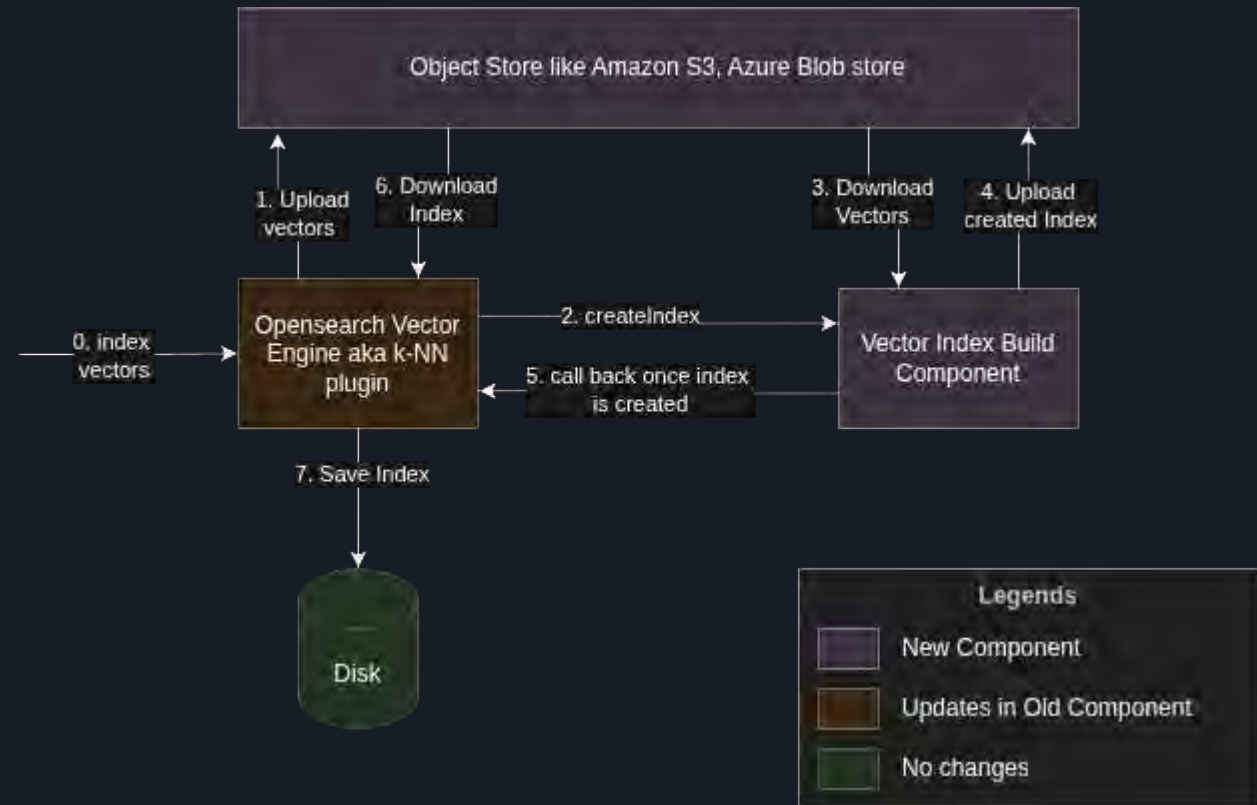 Object Store like Amazon S3, Azure Blob store
1. Upload
vectors
6. Download
Index
3. Download
Vectors
4. Upload
created Index
0. index
vectors
Opensearch Vector
Engine aka k-NN
plugin
2. createIndex
5. call back once index
is created
Vector Index Build
Component
7. Save Index
Disk
Legends
New Component
Updates in Old Component
No changes